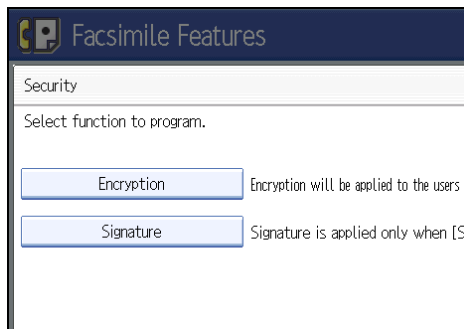 Facsimile Features
Security
Select function to program.
Encryption
Encryption will be applied to the users
Signature
Signature is applied only when [S